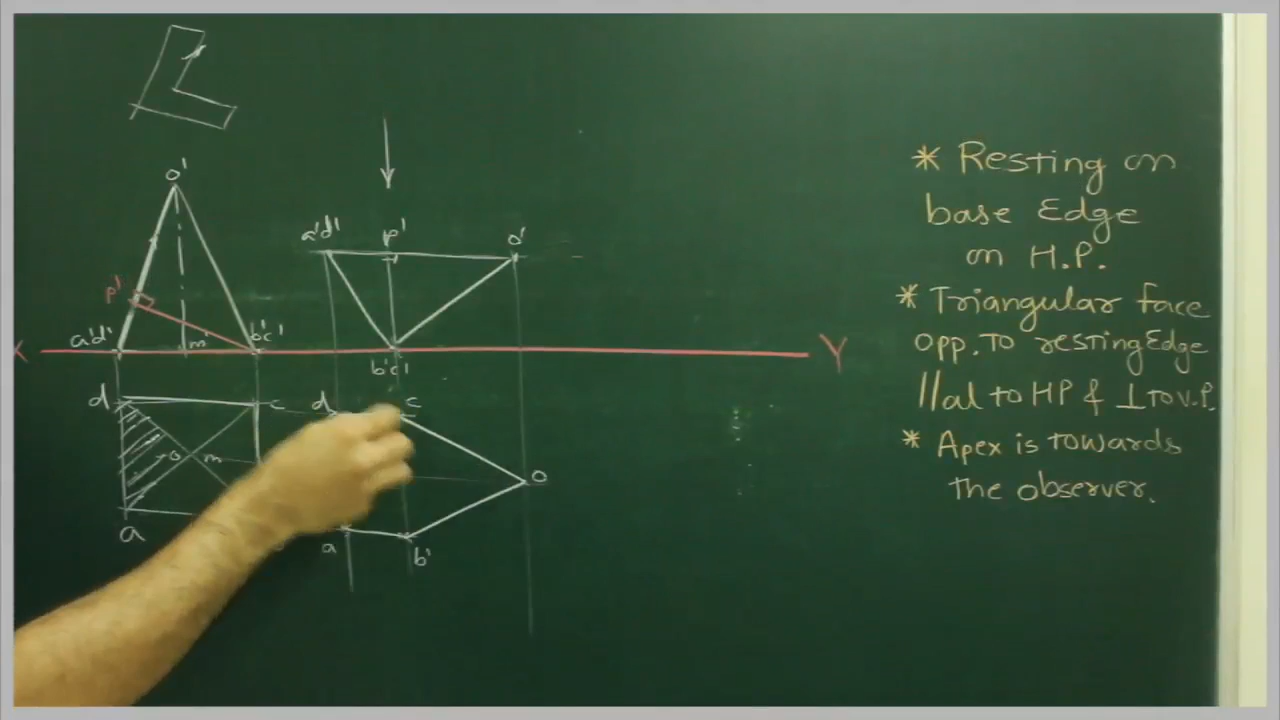 o'
a'd' p' o'
p'
a'd' m' b'c'
X Y
b'c'
d c d c
o m o
a a b'
* Resting on
base Edge
on H.P.
* Triangular face
opp. To resting Edge
//al to HP & ⊥ to V.P.
* Apex is towards
the observer.